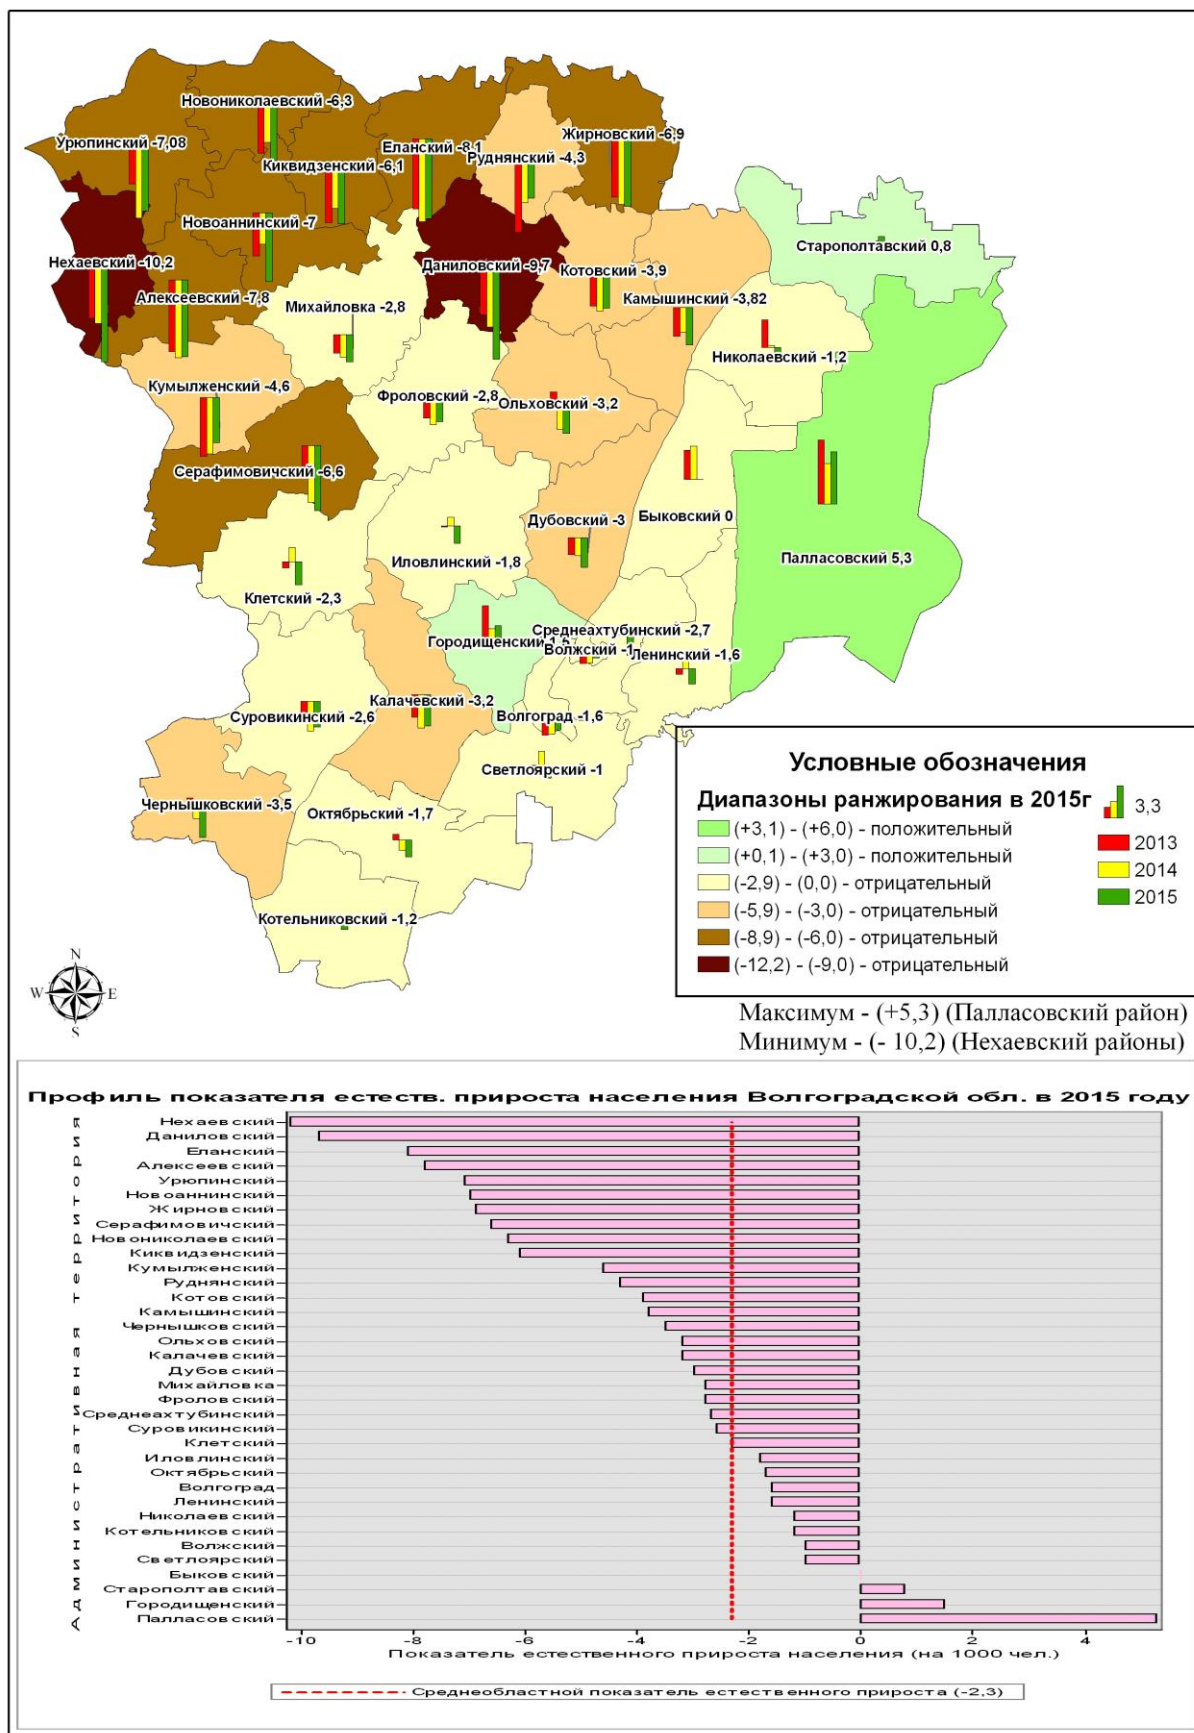 Новониколаевский -6,3
Урюпинский -7,08
Еланский -8,1
Жирновский -6,9
Руднянский -4,3
Киквидзенский -6,1
Новоаннинский -7
Старополтавский 0,8
Нехаевский -10,2
Даниловский -9,7
Котовский -3,9
Алексеевский -7,8
Камышинский -3,82
Михайловка -2,8
Николаевский -1,2
Кумылженский -4,6
Фроловский -2,8
Ольховский -3,2
Серафимовичский -6,6
Быковский 0
Дубовский -3
Палласовский 5,3
Иловлинский -1,8
Клетский -2,3
Среднеахтубинский -2,7
Городищенский 1,5
Волжский -1
Ленинский -1,6
Калачевский -3,2
Суровикинский -2,6
Волгоград -1,6
Светлоярский -1
Чернышковский -3,5
Октябрьский -1,7
Котельниковский -1,2
N
W E
S
Условные обозначения
Диапазоны ранжирования в 2015г
3,3
(+3,1) - (+6,0) - положительный
2013
(+0,1) - (+3,0) - положительный
2014
(-2,9) - (0,0) - отрицательный
2015
(-5,9) - (-3,0) - отрицательный
(-8,9) - (-6,0) - отрицательный
(-12,2) - (-9,0) - отрицательный
Максимум - (+5,3) (Палласовский район)
Минимум - (- 10,2) (Нехаевский районы)
Профиль показателя естеств. прироста населения Волгоградской обл. в 2015 году
Административная территория
Нехаевский
Даниловский
Еланский
Алексеевский
Урюпинский
Новоаннинский
Жирновский
Серафимовичский
Новониколаевский
Киквидзенский
Кумылженский
Руднянский
Котовский
Камышинский
Чернышковский
Ольховский
Калачевский
Дубовский
Михайловка
Фроловский
Среднеахтубинский
Суровикинский
Клетский
Иловлинский
Октябрьский
Волгоград
Ленинский
Николаевский
Котельниковский
Волжский
Светлоярский
Быковский
Старополтавский
Городищенский
Палласовский
-10 -8 -6 -4 -2 0 2 4
Показатель естественного прироста населения (на 1000 чел.)
Среднеобластной показатель естественного прироста (-2,3)